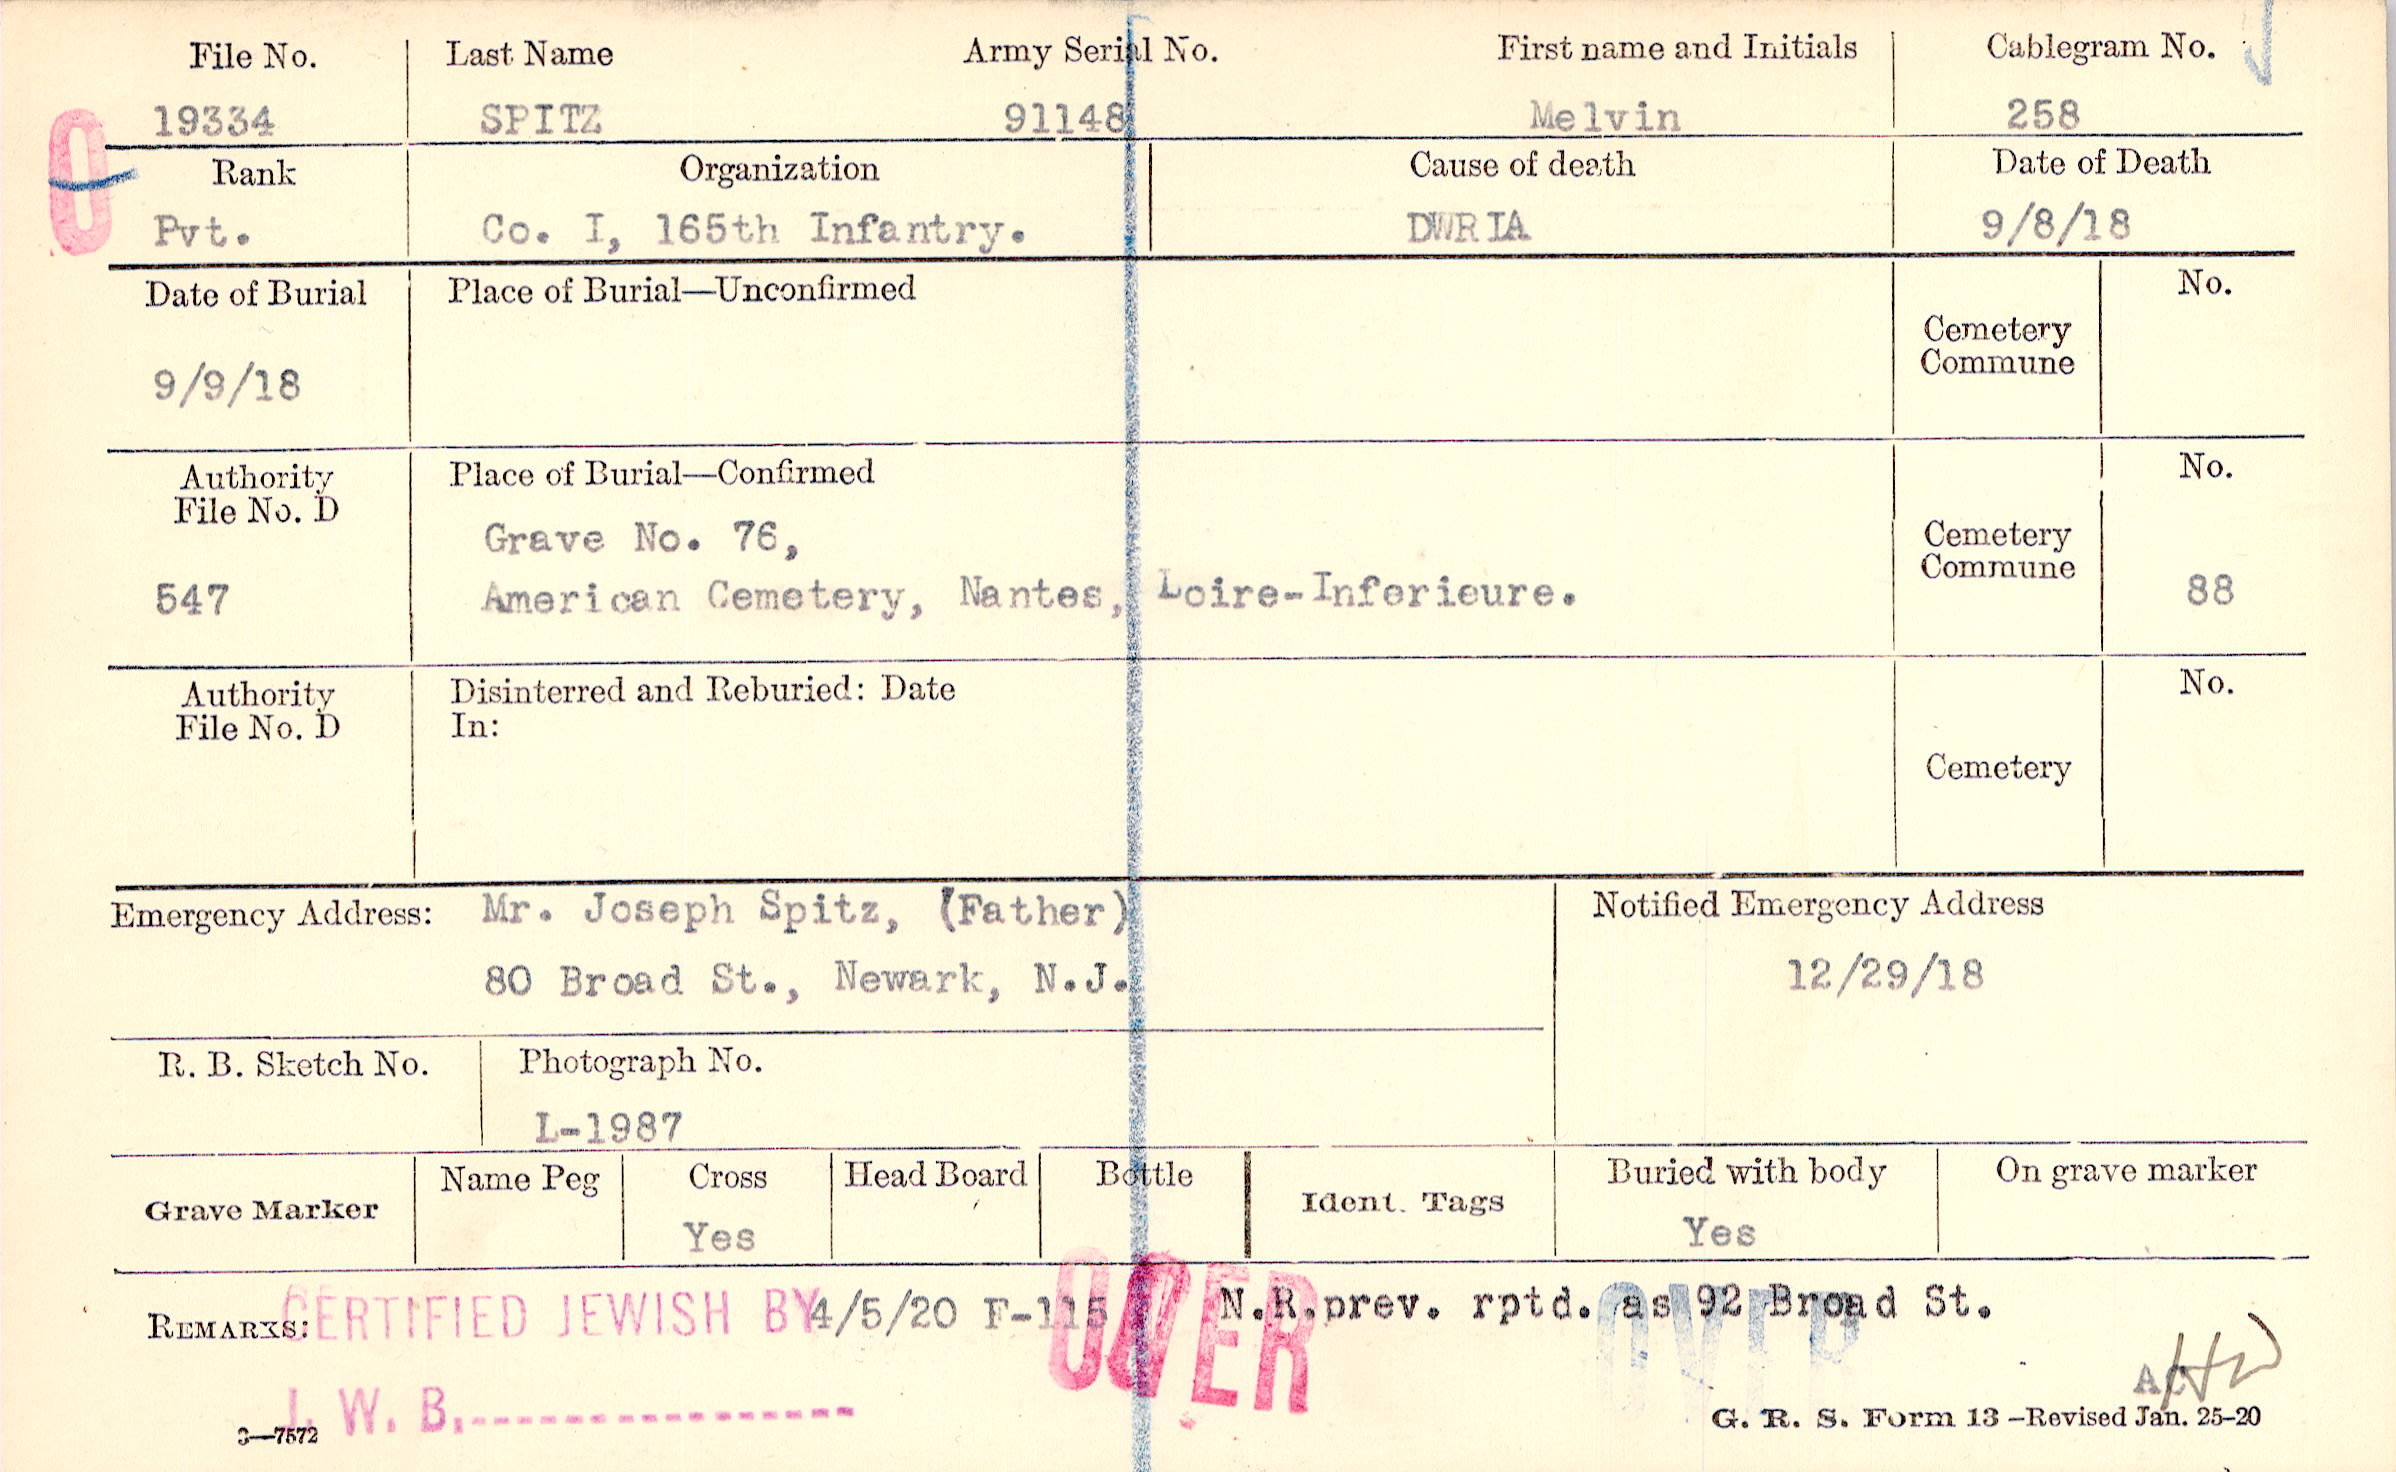 File No. Last Name Army Serial No. First name and Initials Cablegram No.
19334 SPITZ 91148 Melvin 258
O
Rank Organization Cause of death Date of Death
Pvt. Co. I, 165th Infantry. DWRIA 9/8/18
Date of Burial Place of Burial—Unconfirmed No.
Cemetery
Commune
9/9/18
Authority Place of Burial—Confirmed No.
File No. D
Grave No. 76, Cemetery
Commune
547 American Cemetery, Nantes, Loire-Inferieure. 88
Authority Disinterred and Reburied: Date No.
File No. D In:
Cemetery
Emergency Address: Mr. Joseph Spitz, (Father) Notified Emergency Address
80 Broad St., Newark, N.J. 12/29/18
R. B. Sketch No. Photograph No.
L-1987
Grave Marker Name Peg Cross Head Board Bottle Ident. Tags Buried with body On grave marker
Yes Yes
REMARKS: CERTIFIED JEWISH BY 4/5/20 F-115 N.R.prev. rptd. as 92 Broad St.
OVER OVER
J. W. B.
3—7572 G. R. S. Form 13—Revised Jan. 25-20